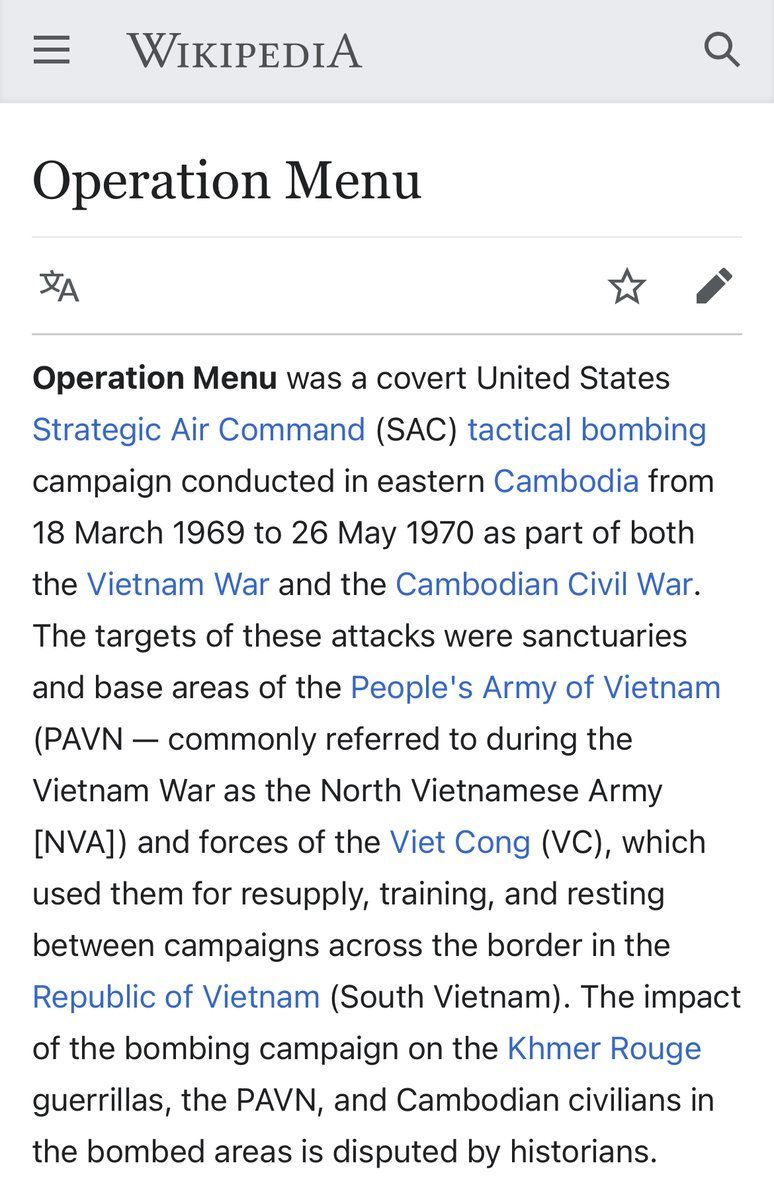 WIKIPEDIA
Operation Menu
Operation Menu was a covert United States
Strategic Air Command (SAC) tactical bombing
campaign conducted in eastern Cambodia from
18 March 1969 to 26 May 1970 as part of both
the Vietnam War and the Cambodian Civil War.
The targets of these attacks were sanctuaries
and base areas of the People's Army of Vietnam
(PAVN — commonly referred to during the
Vietnam War as the North Vietnamese Army
[NVA]) and forces of the Viet Cong (VC), which
used them for resupply, training, and resting
between campaigns across the border in the
Republic of Vietnam (South Vietnam). The impact
of the bombing campaign on the Khmer Rouge
guerrillas, the PAVN, and Cambodian civilians in
the bombed areas is disputed by historians.